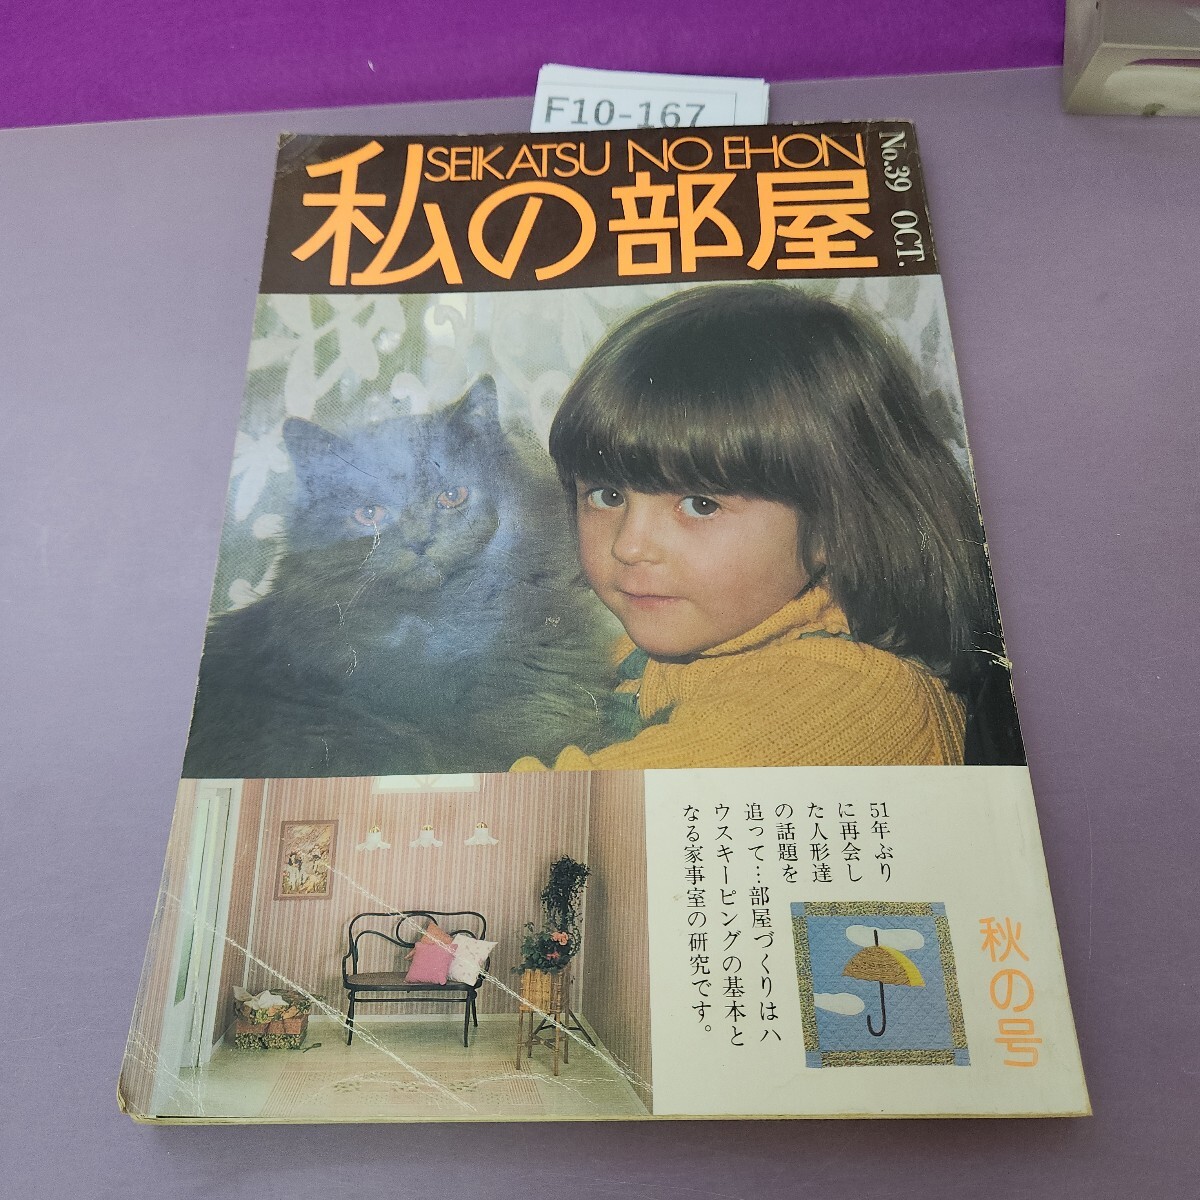 F10-167
SEIKATSU NO EHON
私の部屋
No.39 OCT.
51年ぶり
に再会し
た人形達
の話題を
追って…部屋づくりはハ
ウスキーピングの基本と
なる家事室の研究です。
秋の号